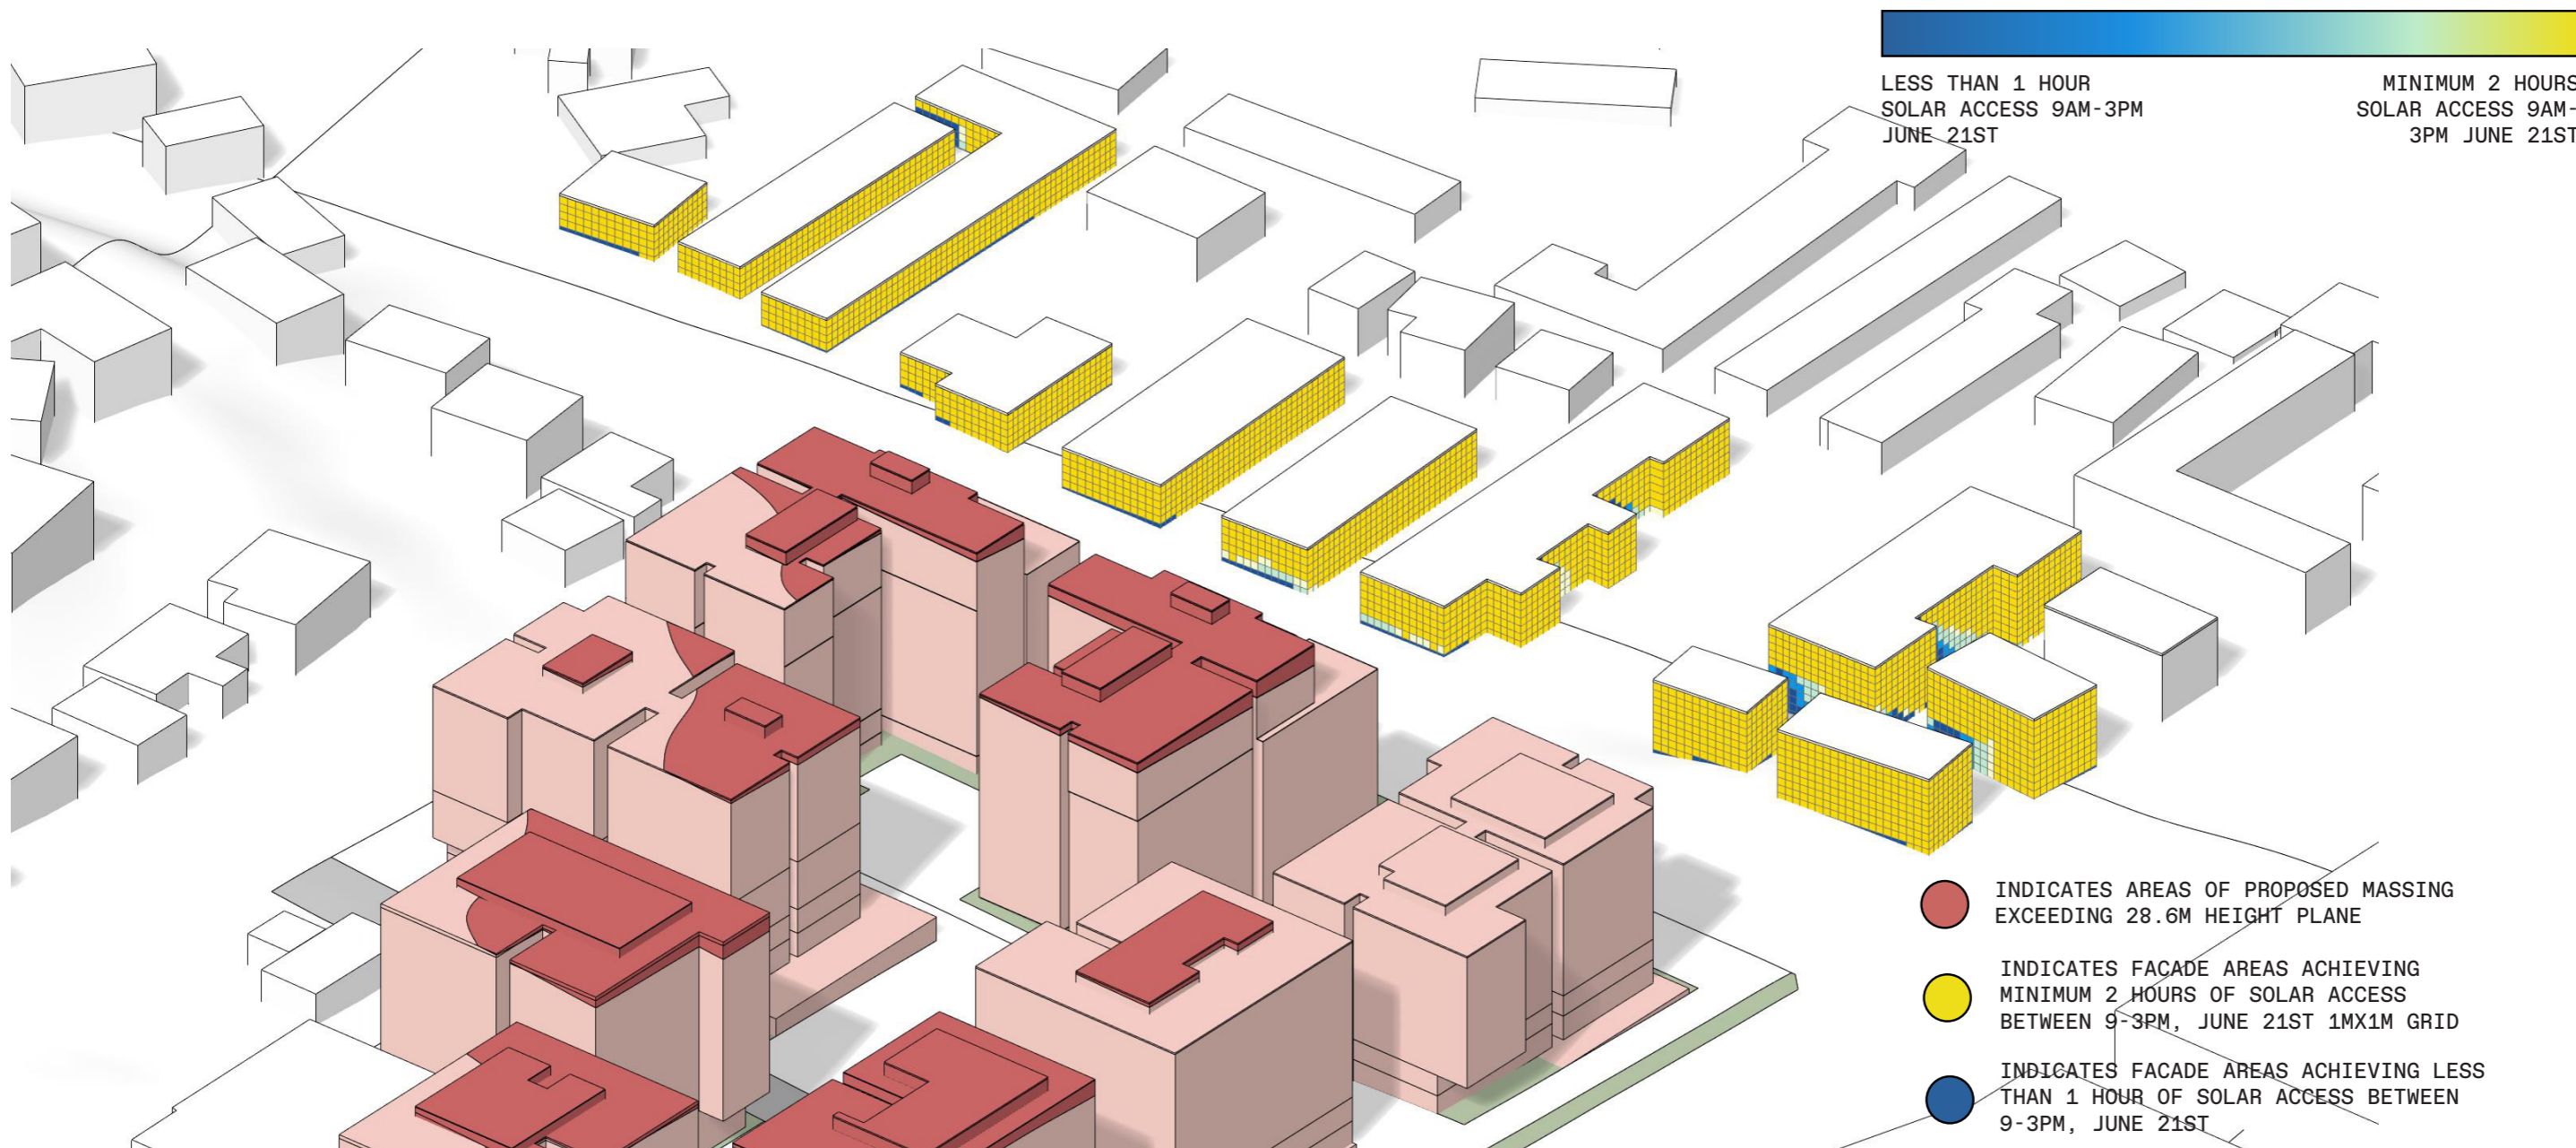 LESS THAN 1 HOUR
SOLAR ACCESS 9AM-3PM
JUNE 21ST
MINIMUM 2 HOURS
SOLAR ACCESS 9AM-
3PM JUNE 21ST
INDICATES AREAS OF PROPOSED MASSING
EXCEEDING 28.6M HEIGHT PLANE
INDICATES FACADE AREAS ACHIEVING
MINIMUM 2 HOURS OF SOLAR ACCESS
BETWEEN 9-3PM, JUNE 21ST 1MX1M GRID
INDICATES FACADE AREAS ACHIEVING LESS
THAN 1 HOUR OF SOLAR ACCESS BETWEEN
9-3PM, JUNE 21ST